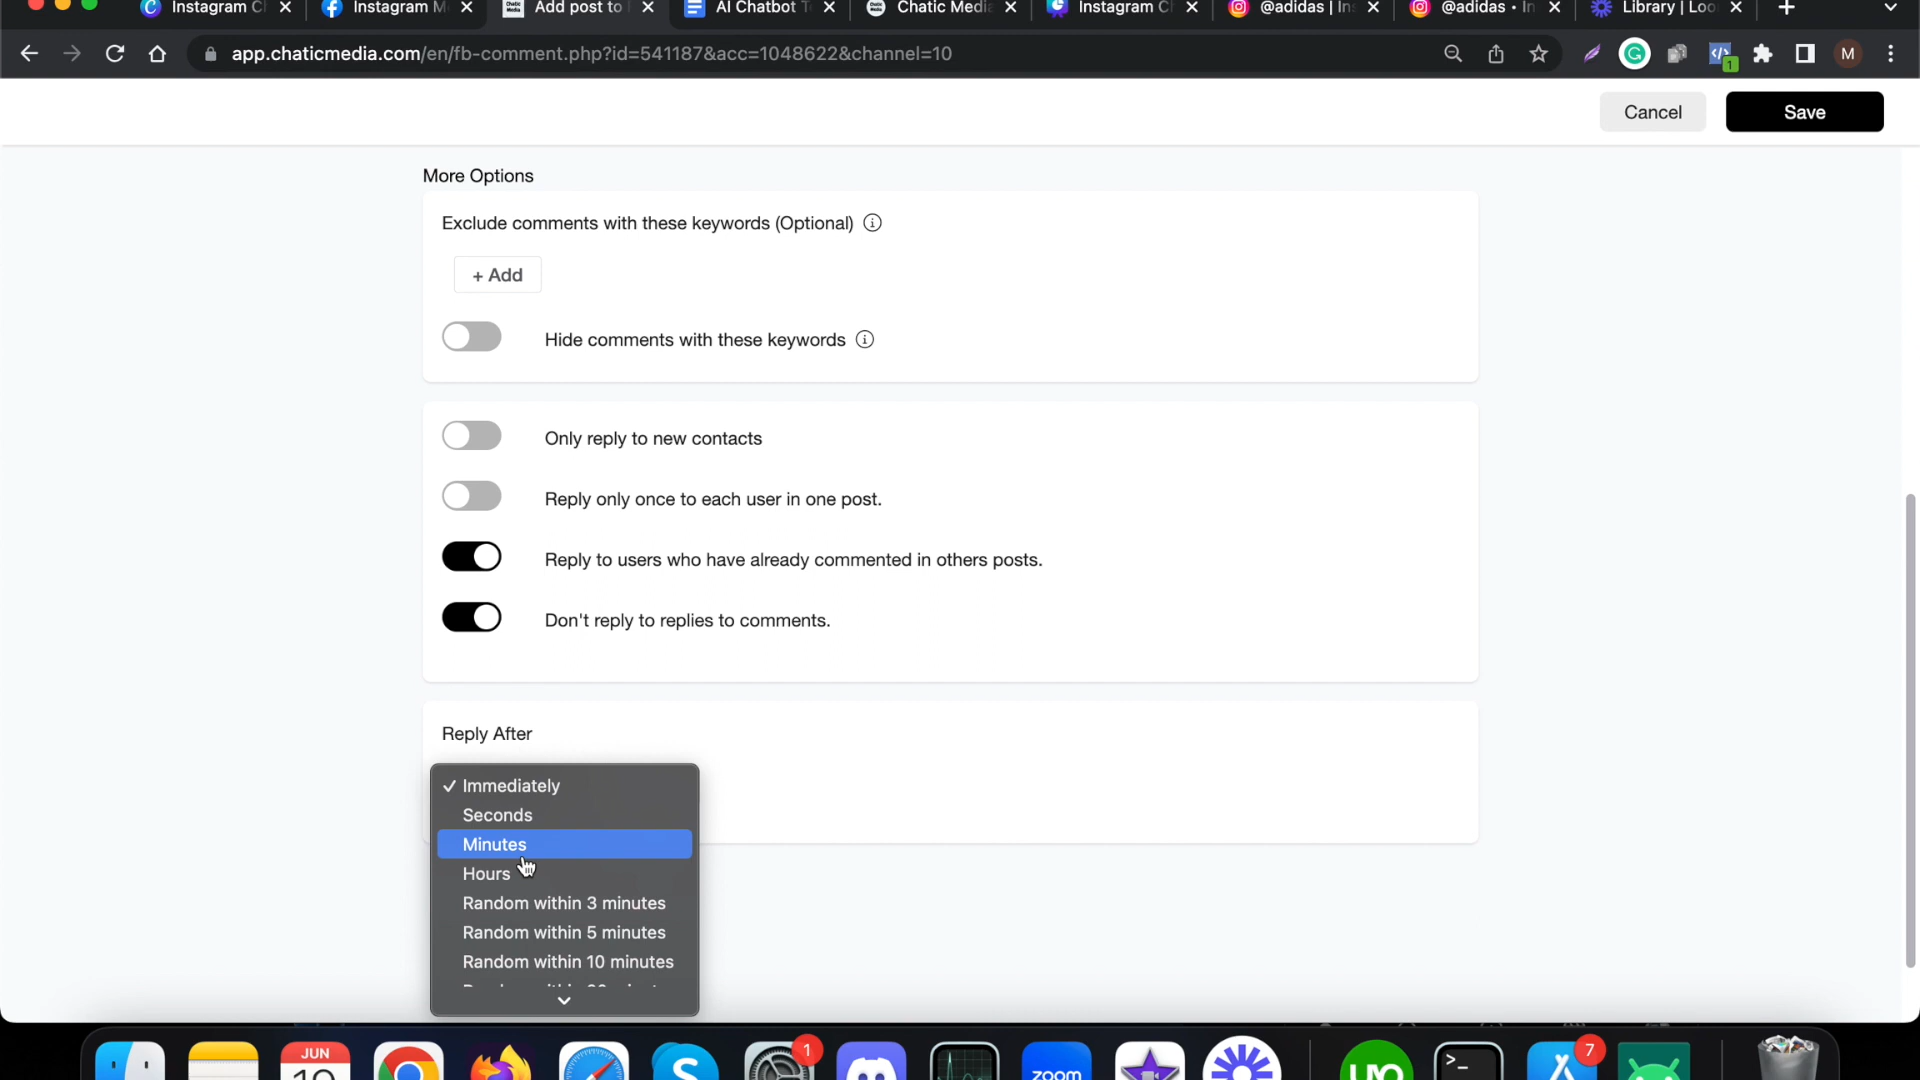 Instagram C
Instagram M
Add post to
AI Chatbot T
Chatic Media
Instagram C
@adidas | Ins
@adidas • In
Library | Loo
app.chaticmedia.com/en/fb-comment.php?id=541187&acc=1048622&channel=10
1
M
Cancel
Save
More Options
Exclude comments with these keywords (Optional)
+ Add
Hide comments with these keywords
Only reply to new contacts
Reply only once to each user in one post.
Reply to users who have already commented in others posts.
Don't reply to replies to comments.
Reply After
✓ Immediately
Seconds
Minutes
Hours
Random within 3 minutes
Random within 5 minutes
Random within 10 minutes
JUN
1
7
zoom